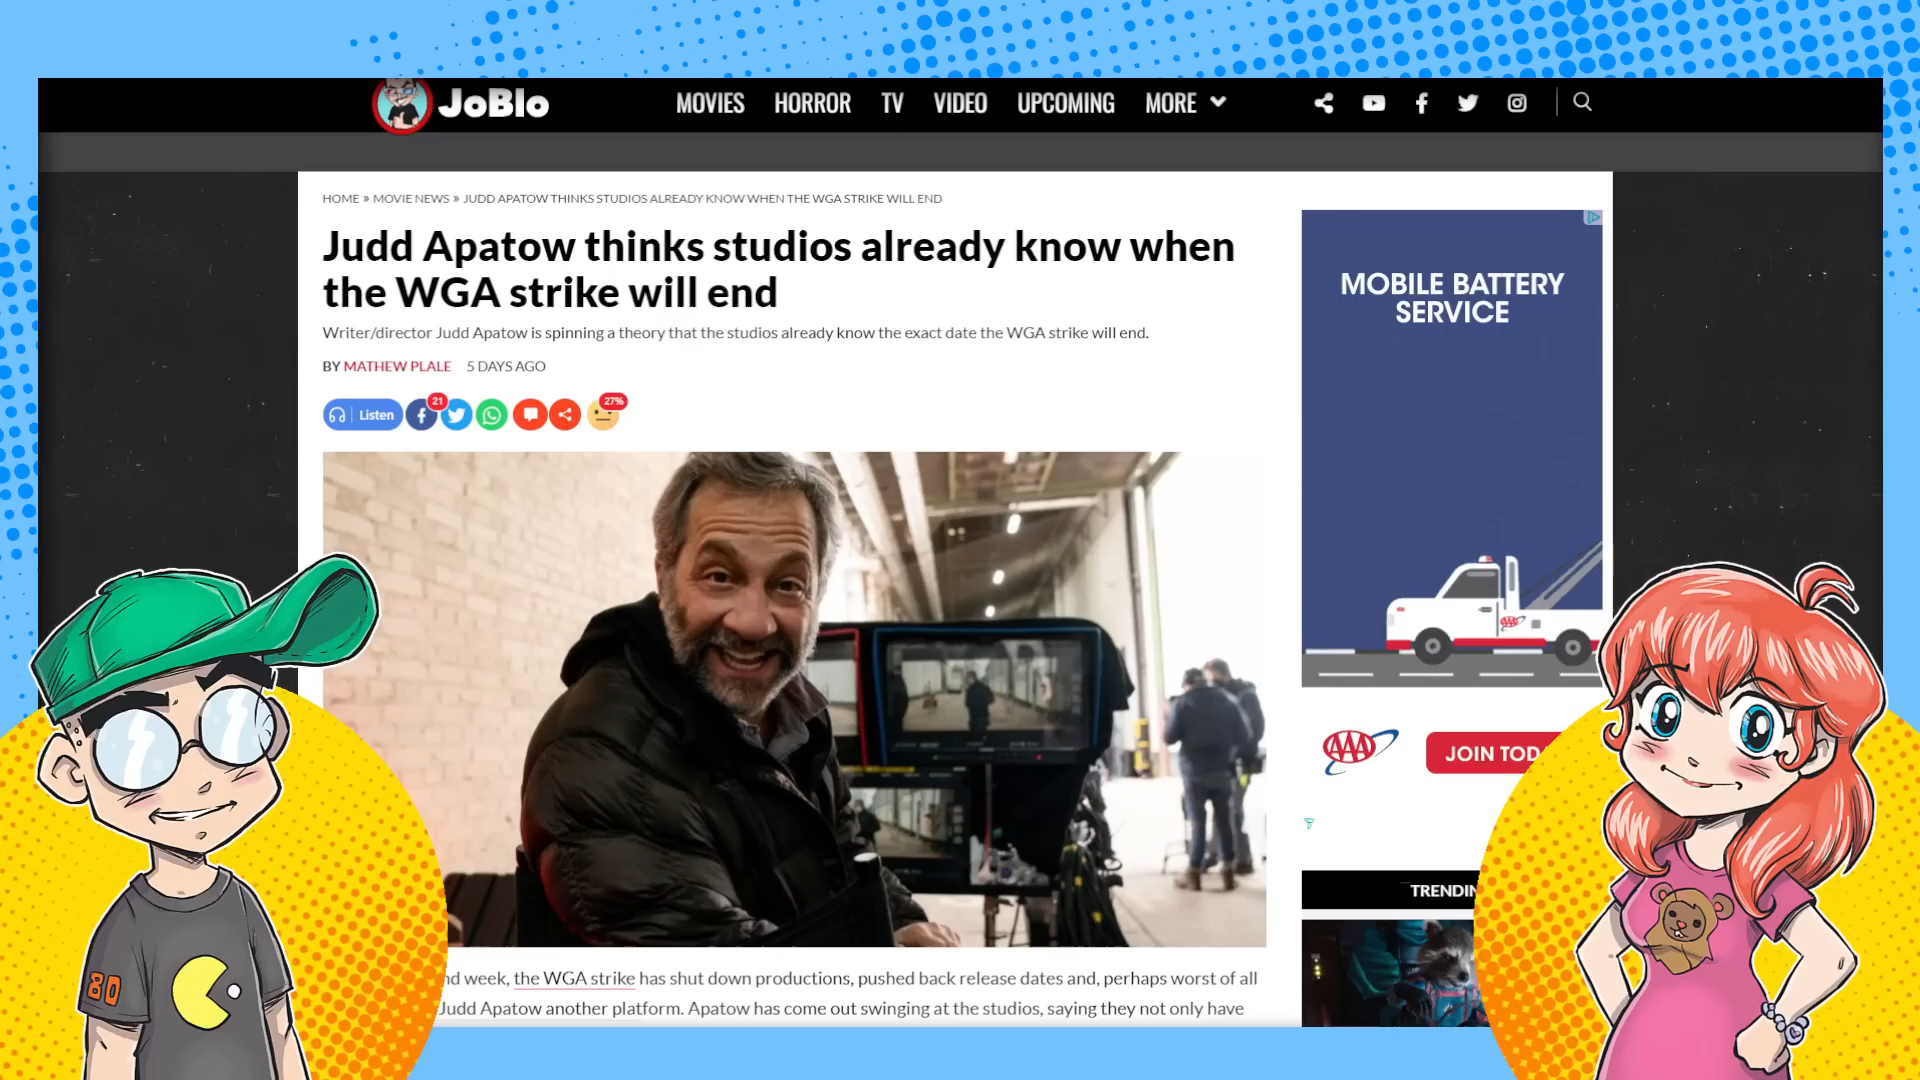 JoBlo
MOVIES HORROR TV VIDEO UPCOMING MORE
HOME » MOVIE NEWS » JUDD APATOW THINKS STUDIOS ALREADY KNOW WHEN THE WGA STRIKE WILL END
Judd Apatow thinks studios already know when
the WGA strike will end
Writer/director Judd Apatow is spinning a theory that the studios already know the exact date the WGA strike will end.
BY MATHEW PLALE 5 DAYS AGO
Listen
21
27%
MOBILE BATTERY
SERVICE
AAA
AAA
JOIN TOD
TRENDIN
week, the WGA strike has shut down productions, pushed back release dates and, perhaps worst of all
Judd Apatow another platform. Apatow has come out swinging at the studios, saying they not only have
80